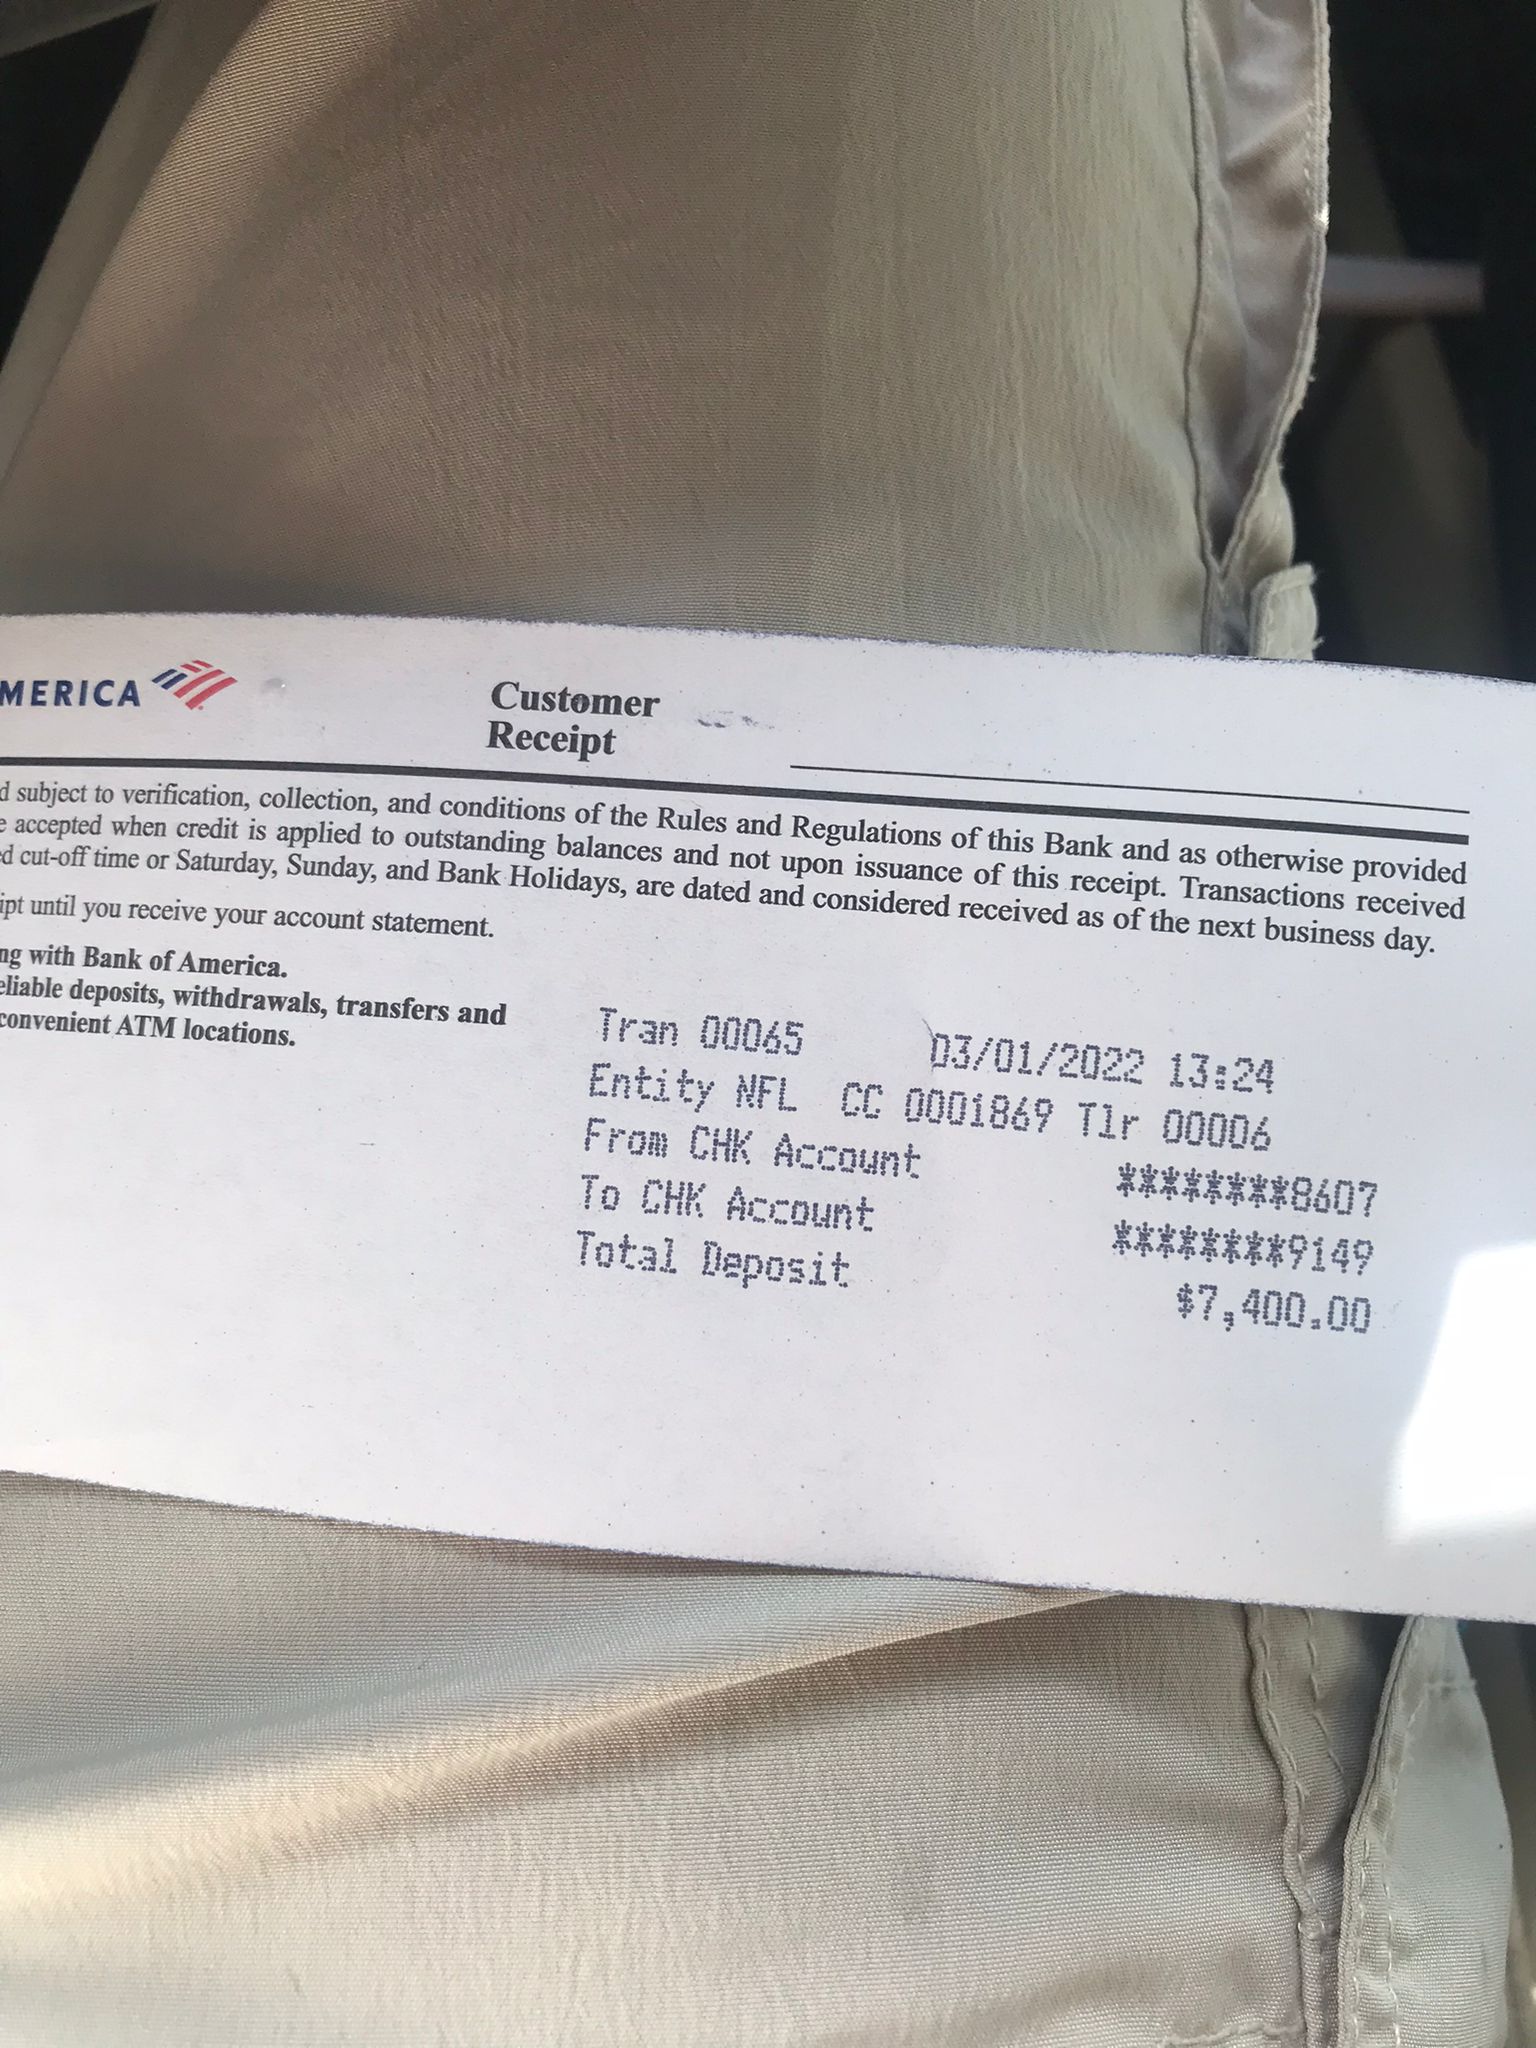 MERICA
Customer
Receipt
subject to verification, collection, and conditions of the Rules and Regulations of this Bank and as otherwise provided
accepted when credit is applied to outstanding balances and not upon issuance of this receipt. Transactions received
cut-off time or Saturday, Sunday, and Bank Holidays, are dated and considered received as of the next business day.
ipt until you receive your account statement.
ng with Bank of America.
eliable deposits, withdrawals, transfers and
convenient ATM locations.
Tran 00065 03/01/2022 13:24
Entity NFL CC 0001869 Tlr 00006
From CHK Account ********8607
To CHK Account ********9149
Total Deposit $7,400.00